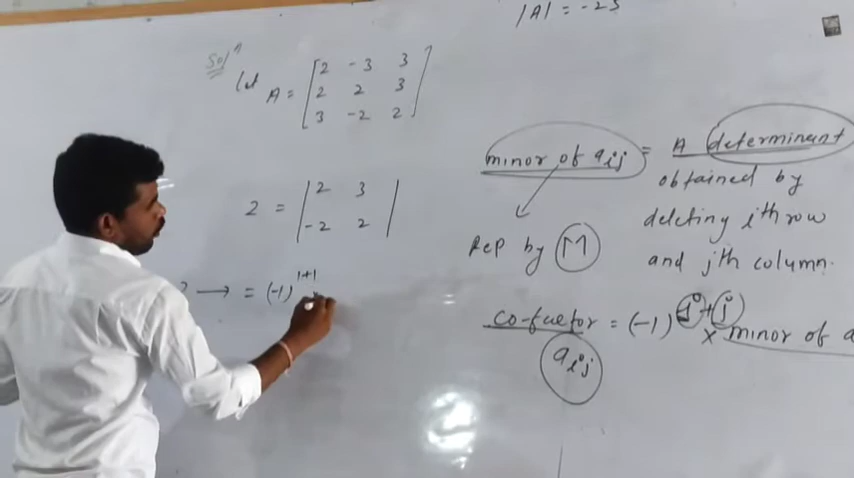 |A| = -25
Solⁿ
Let A = [2 -3 3
2 2 3
3 -2 2]
minor of aij = A determinant
obtained by
deleting ith row
and jth column.
Rep by M
2 = |2 3
-2 2|
2 → = (-1)^1+1
co-factor = (-1)^i+j
× minor of a
aij